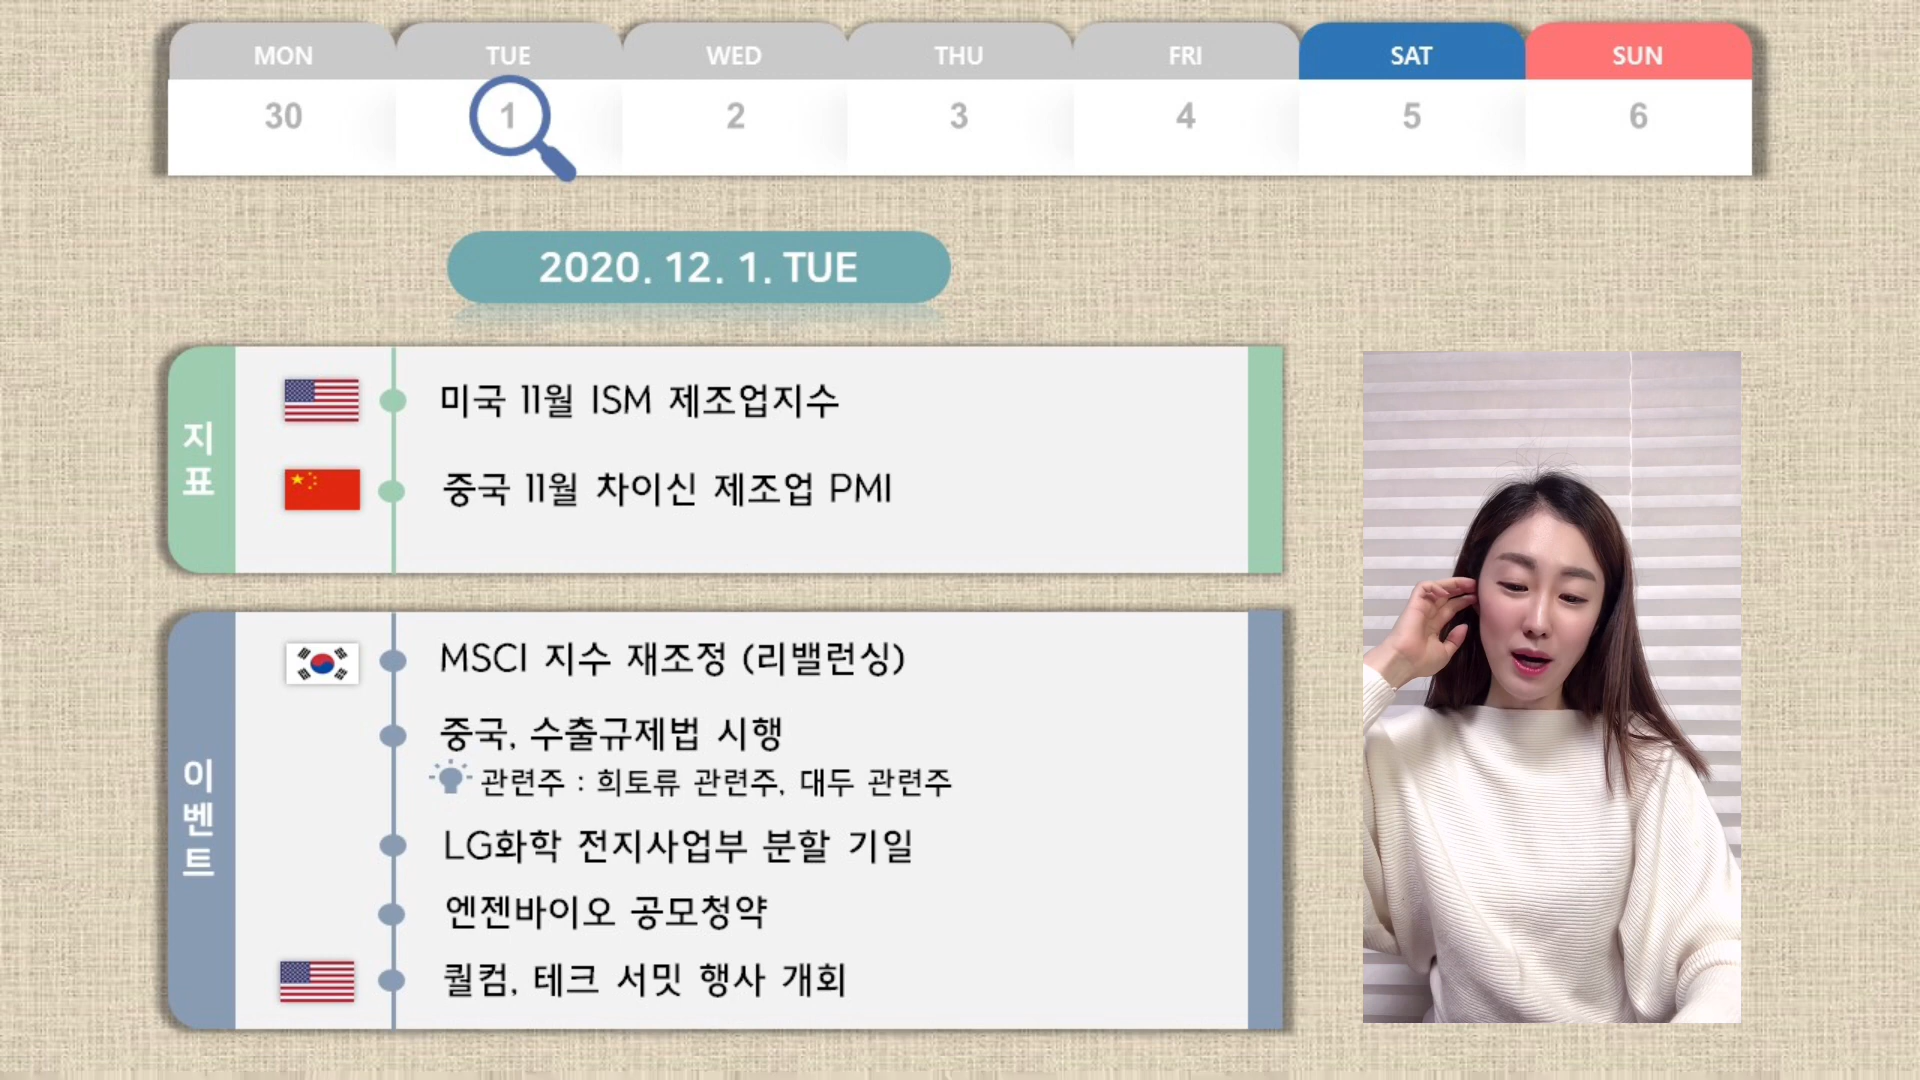 MON TUE WED THU FRI SAT SUN
30 1 2 3 4 5 6
2020. 12. 1. TUE
지표
미국 11월 ISM 제조업지수
중국 11월 차이신 제조업 PMI
이벤트
MSCI 지수 재조정 (리밸런싱)
중국, 수출규제법 시행
관련주 : 희토류 관련주, 대두 관련주
LG화학 전지사업부 분할 기일
엔젠바이오 공모청약
퀄컴, 테크 서밋 행사 개회